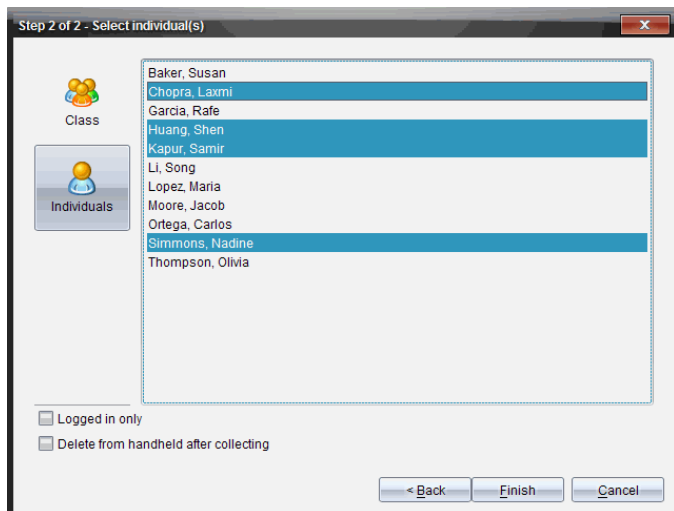 Step 2 of 2 - Select individual(s)
Class
Individuals
Baker, Susan
Chopra, Laxmi
Garcia, Rafe
Huang, Shen
Kapur, Samir
Li, Song
Lopez, Maria
Moore, Jacob
Ortega, Carlos
Simmons, Nadine
Thompson, Olivia
Logged in only
Delete from handheld after collecting
< Back Finish Cancel